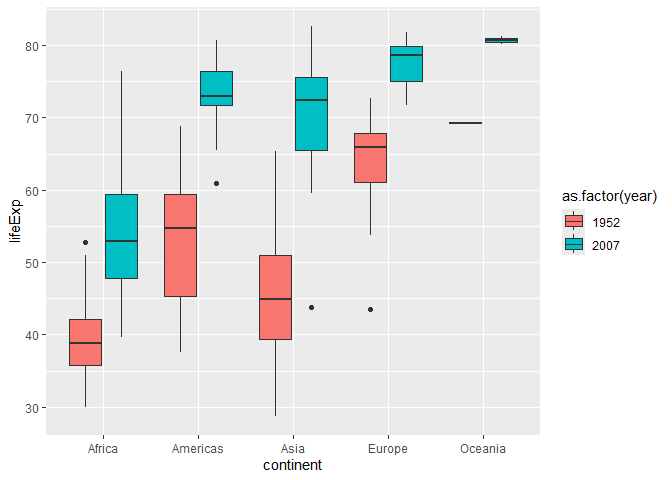 lifeExp
80
70
60
50
40
30
Africa Americas Asia Europe Oceania
continent
as.factor(year)
1952
2007